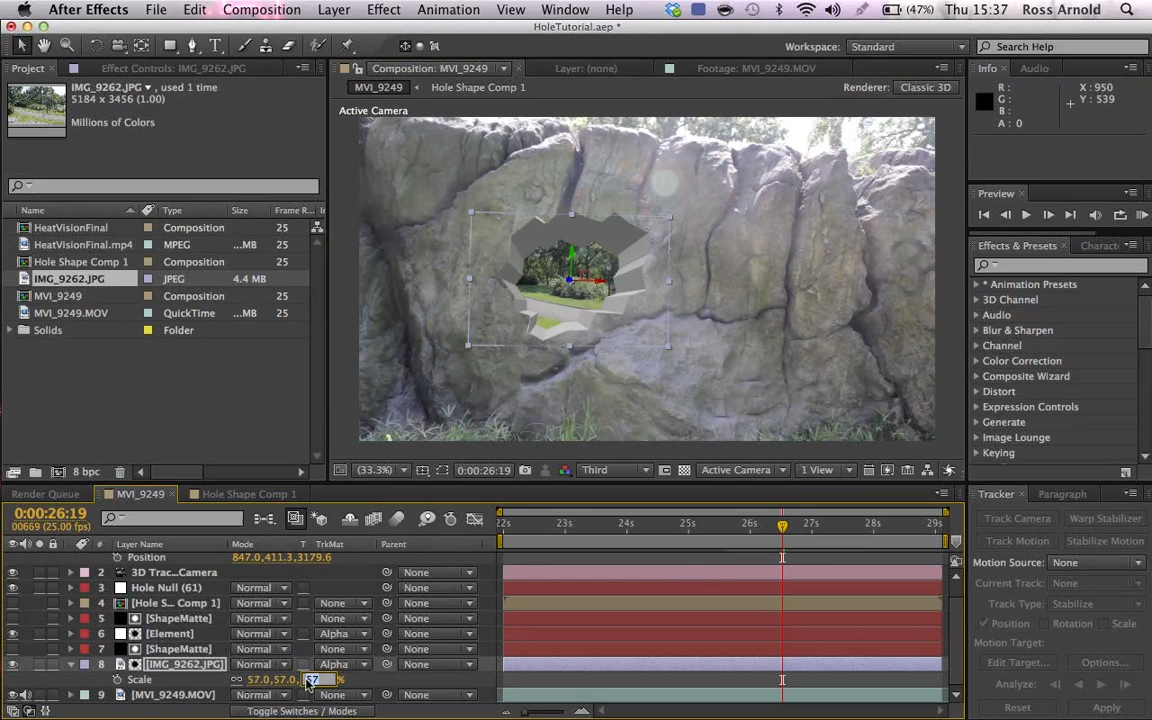 After Effects File Edit Composition Layer Effect Animation View Window Help (47%) Thu 15:37 Ross Arnold
HoleTutorial.aep *
Workspace: Standard Search Help
Project Effect Controls: IMG_9262.JPG Composition: MVI_9249 Layer: (none) Footage: MVI_9249.MOV Info Audio
IMG_9262.JPG ▼ , used 1 time
5184 x 3456 (1.00)
Millions of Colors
MVI_9249 Hole Shape Comp 1 Renderer: Classic 3D
Active Camera
R: X: 950
G: Y: 539
B:
A: 0
Preview
Name Type Size Frame R...
HeatVisionFinal Composition 25
HeatVisionFinal.mp4 MPEG ...MB 25
Hole Shape Comp 1 Composition 25
IMG_9262.JPG JPEG 4.4 MB
MVI_9249 Composition 25
MVI_9249.MOV QuickTime ...MB 25
Solids Folder
Effects & Presets Charact
* Animation Presets
3D Channel
Audio
Blur & Sharpen
Channel
Color Correction
Composite Wizard
Distort
Expression Controls
Generate
Image Lounge
Keying
8 bpc
(33.3%) 0:00:26:19 Third Active Camera 1 View
Render Queue MVI_9249 Hole Shape Comp 1
0:00:26:19
00669 (25.00 fps)
22s 23s 24s 25s 26s 27s 28s 29s
# Layer Name Mode T TrkMat Parent
Position 847.0,411.3,3179.6
2 3D Trac...Camera None
3 Hole Null (61) Normal None
4 [Hole S... Comp 1] Normal None None
5 [ShapeMatte] Normal None None
6 [Element] Normal Alpha None
7 [ShapeMatte] Normal None None
8 [IMG_9262.JPG] Normal Alpha None
Scale 57.0,57.0, 57 %
9 [MVI_9249.MOV] Normal None None
Toggle Switches / Modes
Tracker Paragraph
Track Camera Warp Stabilizer
Track Motion Stabilize Motion
Motion Source: None
Current Track: None
Track Type: Stabilize
Position Rotation Scale
Motion Target:
Edit Target... Options...
Analyze:
Reset Apply